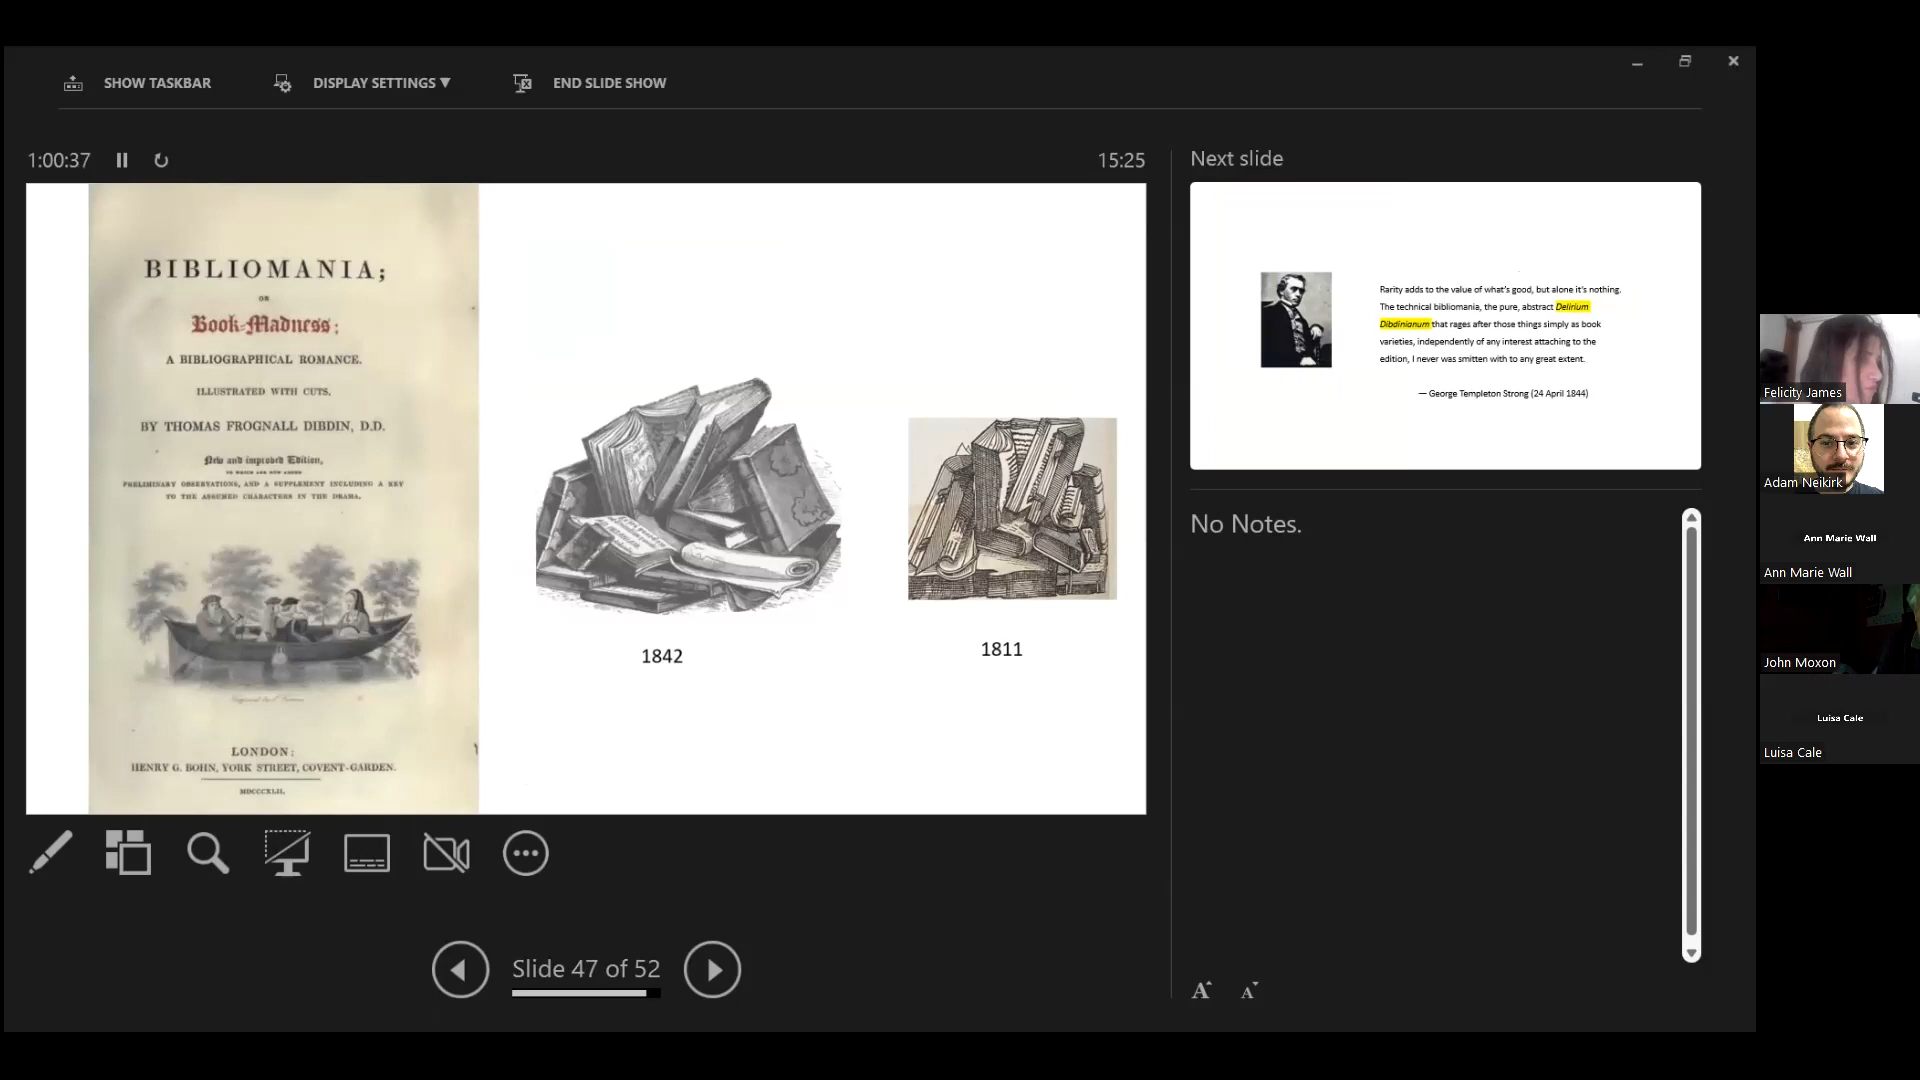 SHOW TASKBAR
DISPLAY SETTINGS ▼
END SLIDE SHOW
1:00:37
15:25
BIBLIOMANIA;
OR
Book-Madness;
A BIBLIOGRAPHICAL ROMANCE.
ILLUSTRATED WITH CUTS.
BY THOMAS FROGNALL DIBDIN, D.D.
New and improved Edition,
TO WHICH ARE NOW ADDED
PRELIMINARY OBSERVATIONS, AND A SUPPLEMENT INCLUDING A KEY
TO THE ASSUMED CHARACTERS IN THE DRAMA.
LONDON:
HENRY G. BOHN, YORK STREET, COVENT-GARDEN.
MDCCCXLII.
1842
1811
Slide 47 of 52
Next slide
Rarity adds to the value of what's good, but alone it's nothing.
The technical bibliomania, the pure, abstract Delirium
Dibdinianum that rages after those things simply as book
varieties, independently of any interest attaching to the
edition, I never was smitten with to any great extent.
— George Templeton Strong (24 April 1844)
No Notes.
A A
Felicity James
Adam Neikirk
Ann Marie Wall
Ann Marie Wall
John Moxon
Luisa Cale
Luisa Cale